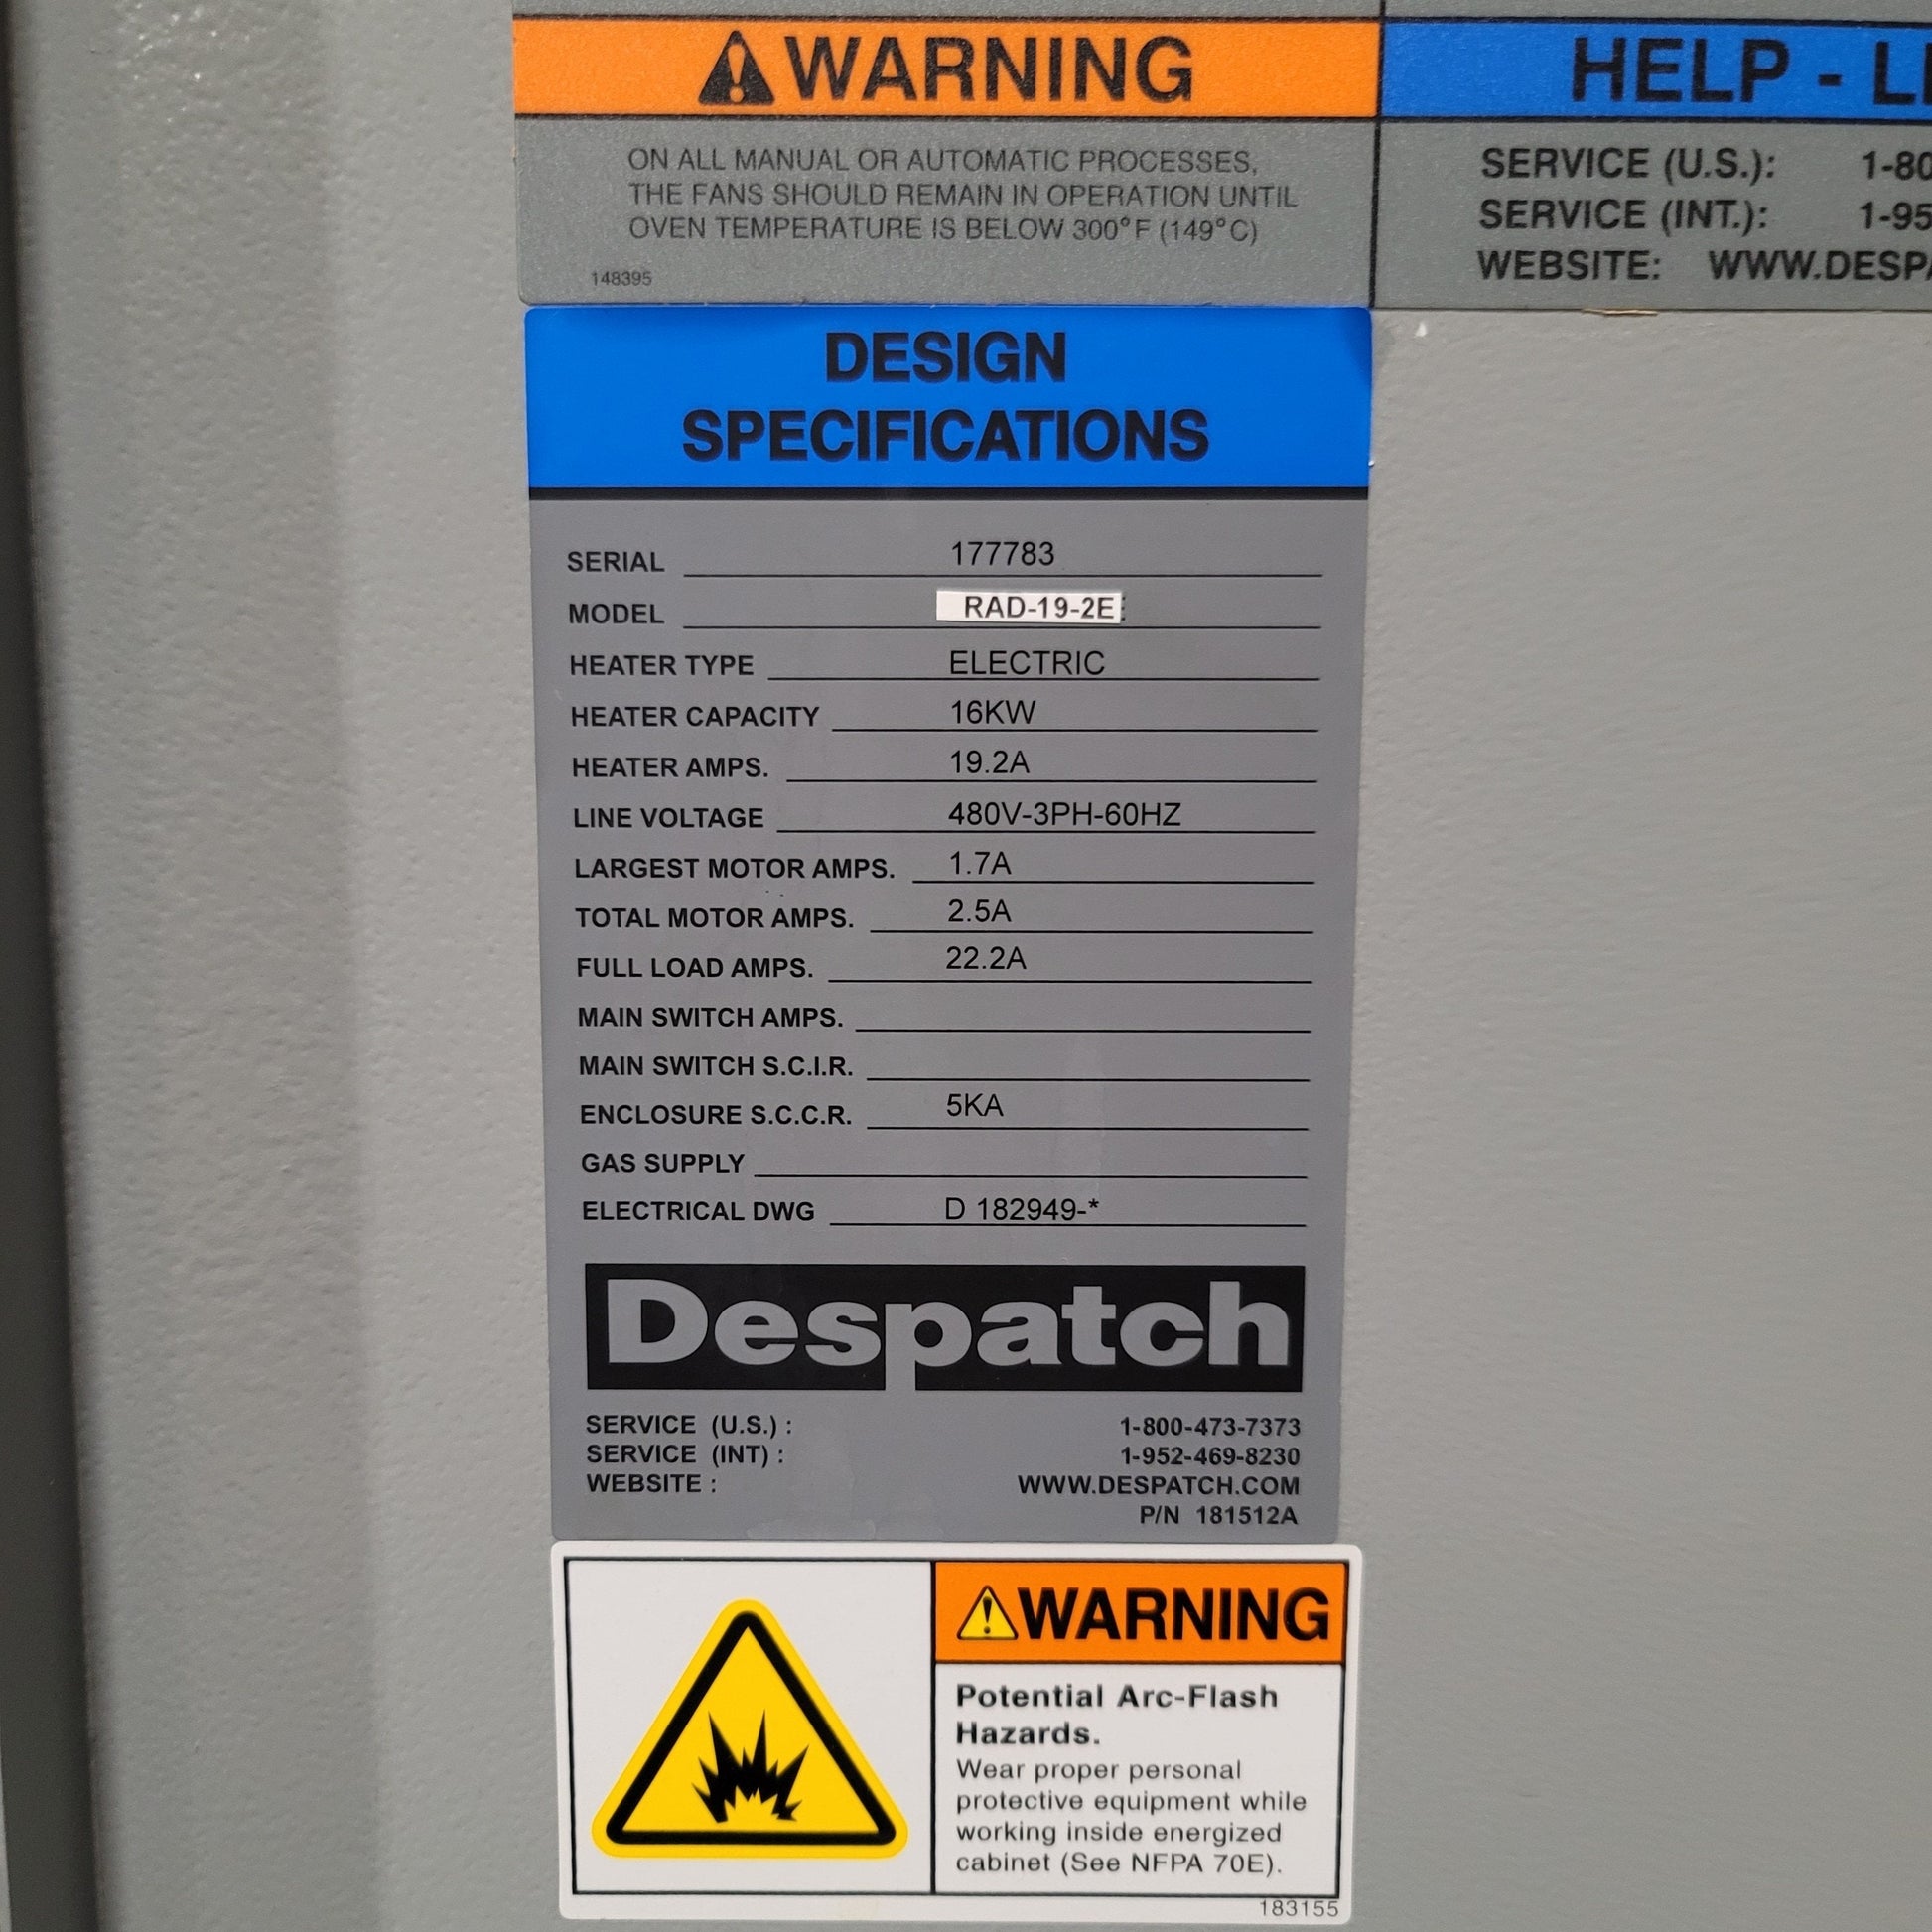 WARNING
ON ALL MANUAL OR AUTOMATIC PROCESSES,
THE FANS SHOULD REMAIN IN OPERATION UNTIL
OVEN TEMPERATURE IS BELOW 300°F (149°C)
148395
HELP - LI
SERVICE (U.S.): 1-80
SERVICE (INT.): 1-95
WEBSITE: WWW.DESPA
DESIGN
SPECIFICATIONS
SERIAL 177783
MODEL RAD-19-2E
HEATER TYPE ELECTRIC
HEATER CAPACITY 16KW
HEATER AMPS. 19.2A
LINE VOLTAGE 480V-3PH-60HZ
LARGEST MOTOR AMPS. 1.7A
TOTAL MOTOR AMPS. 2.5A
FULL LOAD AMPS. 22.2A
MAIN SWITCH AMPS.
MAIN SWITCH S.C.I.R.
ENCLOSURE S.C.C.R. 5KA
GAS SUPPLY
ELECTRICAL DWG D 182949-*
Despatch
SERVICE (U.S.) : 1-800-473-7373
SERVICE (INT) : 1-952-469-8230
WEBSITE : WWW.DESPATCH.COM
P/N 181512A
WARNING
Potential Arc-Flash
Hazards.
Wear proper personal
protective equipment while
working inside energized
cabinet (See NFPA 70E).
183155